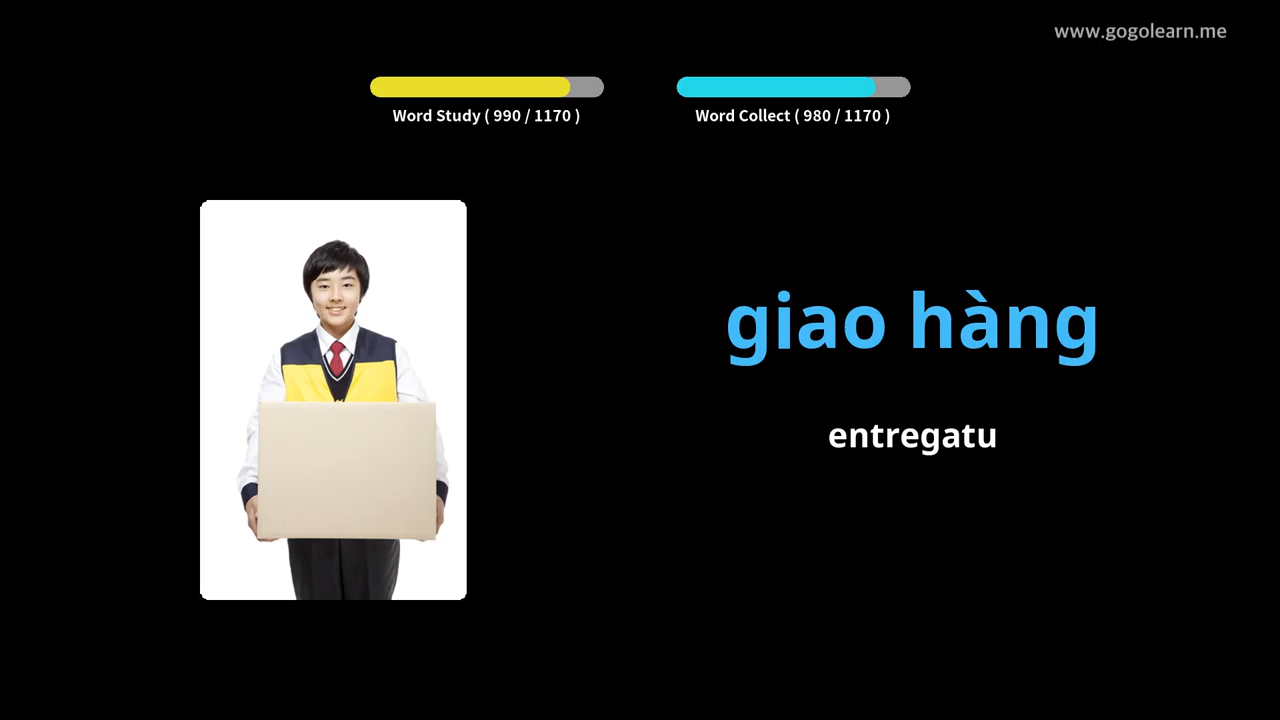 www.gogolearn.me
Word Study ( 990 / 1170 )
Word Collect ( 980 / 1170 )
giao hàng
entregatu